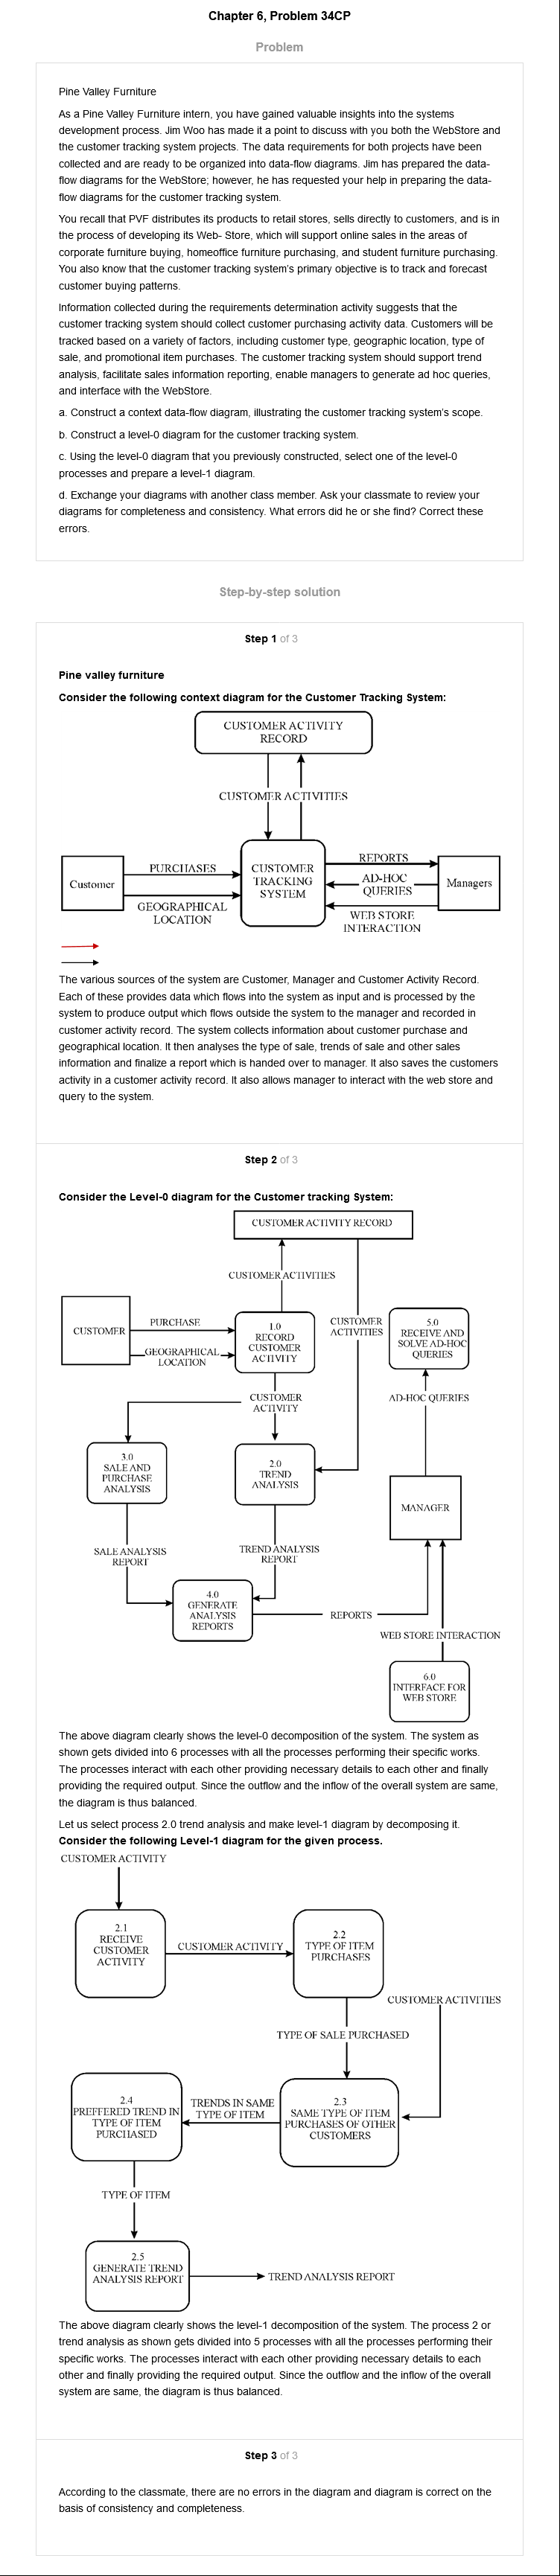 Chapter 6, Problem 34CP
Problem
Pine Valley Furniture
As a Pine Valley Furniture intern, you have gained valuable insights into the systems
development process. Jim Woo has made it a point to discuss with you both the WebStore and
the customer tracking system projects. The data requirements for both projects have been
collected and are ready to be organized into data-flow diagrams. Jim has prepared the data-
flow diagrams for the WebStore; however, he has requested your help in preparing the data-
flow diagrams for the customer tracking system.
You recall that PVF distributes its products to retail stores, sells directly to customers, and is in
the process of developing its Web- Store, which will support online sales in the areas of
corporate furniture buying, homeoffice furniture purchasing, and student furniture purchasing.
You also know that the customer tracking system's primary objective is to track and forecast
customer buying patterns.
Information collected during the requirements determination activity suggests that the
customer tracking system should collect customer purchasing activity data. Customers will be
tracked based on a variety of factors, including customer type, geographic location, type of
sale, and promotional item purchases. The customer tracking system should support trend
analysis, facilitate sales information reporting, enable managers to generate ad hoc queries,
and interface with the WebStore.
a. Construct a context data-flow diagram, illustrating the customer tracking system's scope.
b. Construct a level-0 diagram for the customer tracking system.
c. Using the level-0 diagram that you previously constructed, select one of the level-0
processes and prepare a level-1 diagram.
d. Exchange your diagrams with another class member. Ask your classmate to review your
diagrams for completeness and consistency. What errors did he or she find? Correct these
errors.
Step-by-step solution
Step 1 of 3
Pine valley furniture
Consider the following context diagram for the Customer Tracking System:
CUSTOMER ACTIVITY
RECORD
CUSTOMER ACTIVITIES
Customer
PURCHASES
GEOGRAPHICAL
LOCATION
CUSTOMER
TRACKING
SYSTEM
REPORTS
AD-HOC
QUERIES
WEB STORE
INTERACTION
Managers
The various sources of the system are Customer, Manager and Customer Activity Record.
Each of these provides data which flows into the system as input and is processed by the
system to produce output which flows outside the system to the manager and recorded in
customer activity record. The system collects information about customer purchase and
geographical location. It then analyses the type of sale, trends of sale and other sales
information and finalize a report which is handed over to manager. It also saves the customers
activity in a customer activity record. It also allows manager to interact with the web store and
query to the system.
Step 2 of 3
Consider the Level-0 diagram for the Customer tracking System:
CUSTOMER ACTIVITY RECORD
CUSTOMER ACTIVITIES
CUSTOMER
PURCHASE
GEOGRAPHICAL
LOCATION
1.0
RECORD
CUSTOMER
ACTIVITY
CUSTOMER
ACTIVITIES
5.0
RECEIVE AND
SOLVE AD-HOC
QUERIES
CUSTOMER
ACTIVITY
AD-HOC QUERIES
3.0
SALE AND
PURCHASE
ANALYSIS
2.0
TREND
ANALYSIS
MANAGER
SALE ANALYSIS
REPORT
TREND ANALYSIS
REPORT
4.0
GENERATE
ANALYSIS
REPORTS
REPORTS
WEB STORE INTERACTION
6.0
INTERFACE FOR
WEB STORE
The above diagram clearly shows the level-0 decomposition of the system. The system as
shown gets divided into 6 processes with all the processes performing their specific works.
The processes interact with each other providing necessary details to each other and finally
providing the required output. Since the outflow and the inflow of the overall system are same,
the diagram is thus balanced.
Let us select process 2.0 trend analysis and make level-1 diagram by decomposing it.
Consider the following Level-1 diagram for the given process.
CUSTOMER ACTIVITY
2.1
RECEIVE
CUSTOMER
ACTIVITY
CUSTOMER ACTIVITY
2.2
TYPE OF ITEM
PURCHASES
CUSTOMER ACTIVITIES
TYPE OF SALE PURCHASED
2.4
PREFFERED TREND IN
TYPE OF ITEM
PURCHASED
TRENDS IN SAME
TYPE OF ITEM
2.3
SAME TYPE OF ITEM
PURCHASES OF OTHER
CUSTOMERS
TYPE OF ITEM
2.5
GENERATE TREND
ANALYSIS REPORT
TREND ANALYSIS REPORT
The above diagram clearly shows the level-1 decomposition of the system. The process 2 or
trend analysis as shown gets divided into 5 processes with all the processes performing their
specific works. The processes interact with each other providing necessary details to each
other and finally providing the required output. Since the outflow and the inflow of the overall
system are same, the diagram is thus balanced.
Step 3 of 3
According to the classmate, there are no errors in the diagram and diagram is correct on the
basis of consistency and completeness.